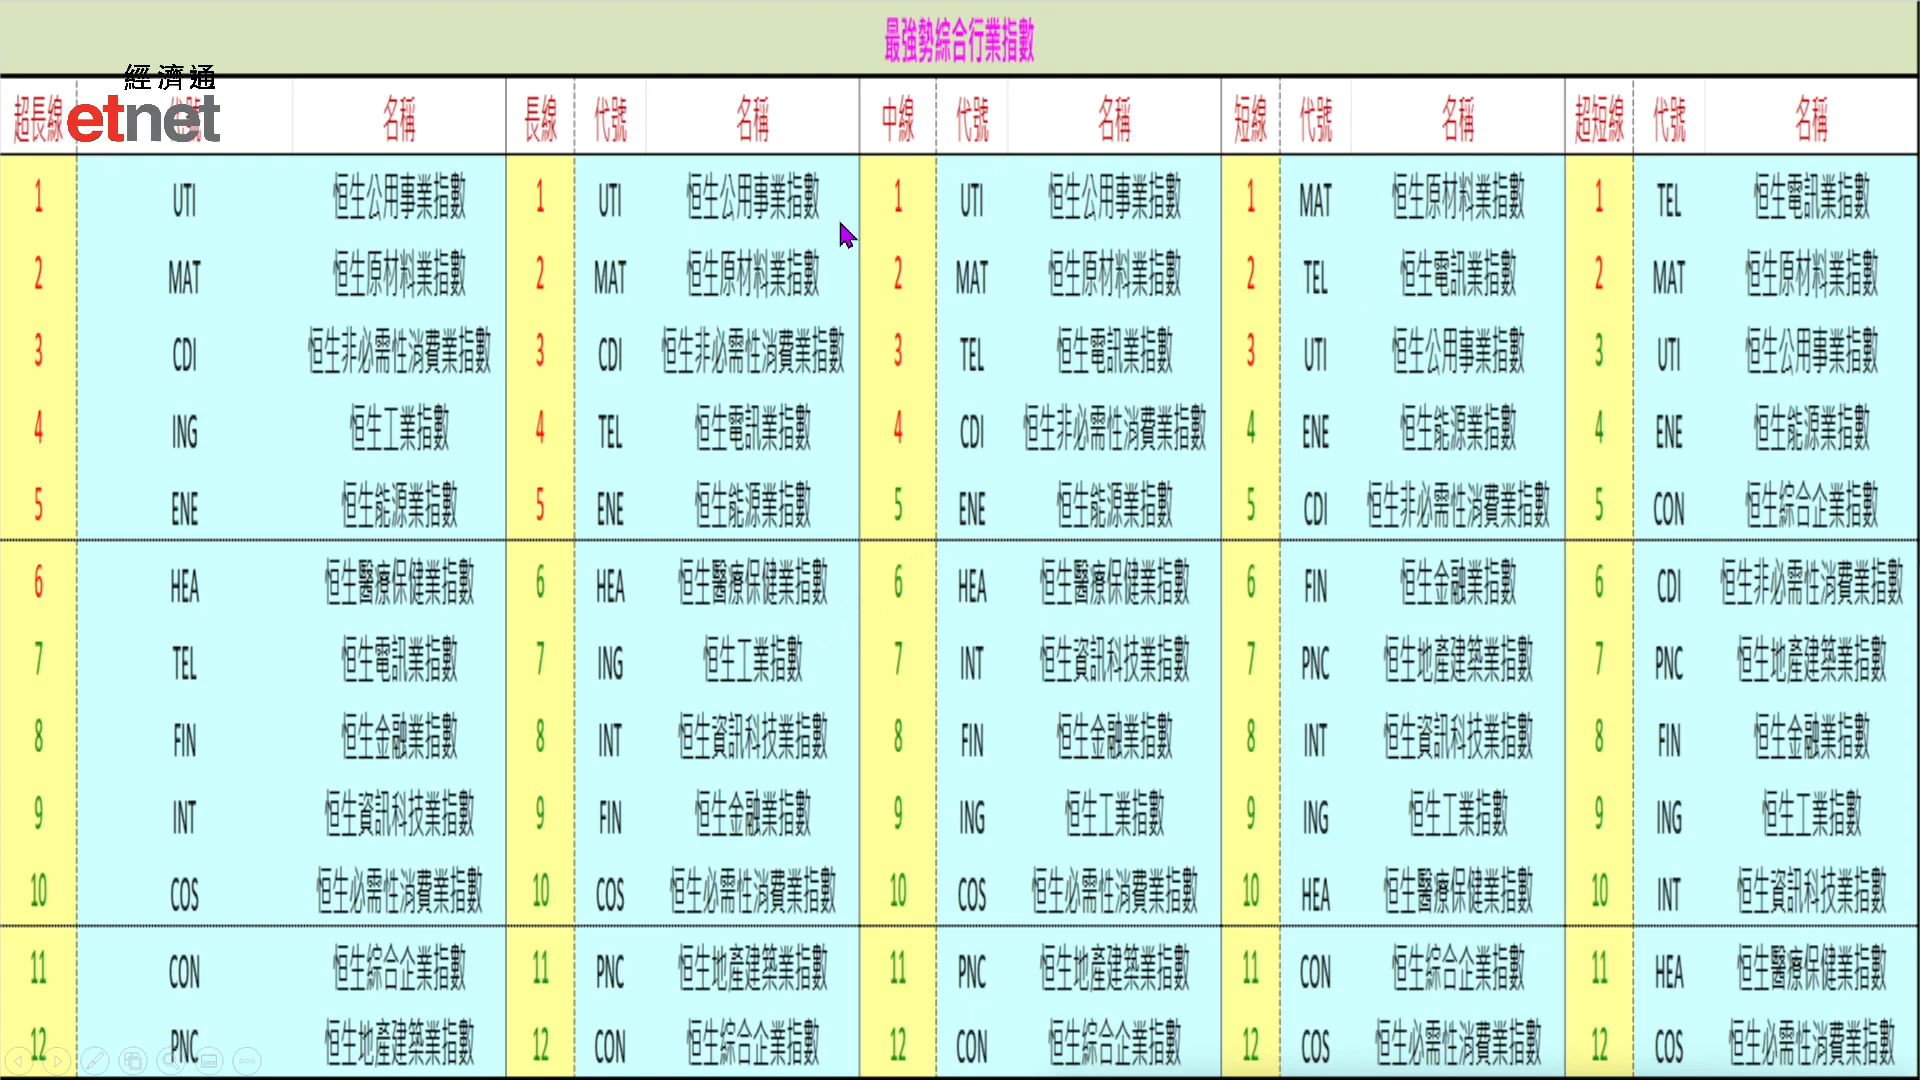 最強勢綜合行業指數
經濟通
etnet
超長線 代號 名稱 長線 代號 名稱 中線 代號 名稱 短線 代號 名稱 超短線 代號 名稱
1 UTI 恒生公用事業指數 1 UTI 恒生公用事業指數 1 UTI 恒生公用事業指數 1 MAT 恒生原材料業指數 1 TEL 恒生電訊業指數
2 MAT 恒生原材料業指數 2 MAT 恒生原材料業指數 2 MAT 恒生原材料業指數 2 TEL 恒生電訊業指數 2 MAT 恒生原材料業指數
3 CDI 恒生非必需性消費業指數 3 CDI 恒生非必需性消費業指數 3 TEL 恒生電訊業指數 3 UTI 恒生公用事業指數 3 UTI 恒生公用事業指數
4 ING 恒生工業指數 4 TEL 恒生電訊業指數 4 CDI 恒生非必需性消費業指數 4 ENE 恒生能源業指數 4 ENE 恒生能源業指數
5 ENE 恒生能源業指數 5 ENE 恒生能源業指數 5 ENE 恒生能源業指數 5 CDI 恒生非必需性消費業指數 5 CON 恒生綜合企業指數
6 HEA 恒生醫療保健業指數 6 HEA 恒生醫療保健業指數 6 HEA 恒生醫療保健業指數 6 FIN 恒生金融業指數 6 CDI 恒生非必需性消費業指數
7 TEL 恒生電訊業指數 7 ING 恒生工業指數 7 INT 恒生資訊科技業指數 7 PNC 恒生地產建築業指數 7 PNC 恒生地產建築業指數
8 FIN 恒生金融業指數 8 INT 恒生資訊科技業指數 8 FIN 恒生金融業指數 8 INT 恒生資訊科技業指數 8 FIN 恒生金融業指數
9 INT 恒生資訊科技業指數 9 FIN 恒生金融業指數 9 ING 恒生工業指數 9 ING 恒生工業指數 9 ING 恒生工業指數
10 COS 恒生必需性消費業指數 10 COS 恒生必需性消費業指數 10 COS 恒生必需性消費業指數 10 HEA 恒生醫療保健業指數 10 INT 恒生資訊科技業指數
11 CON 恒生綜合企業指數 11 PNC 恒生地產建築業指數 11 PNC 恒生地產建築業指數 11 CON 恒生綜合企業指數 11 HEA 恒生醫療保健業指數
12 PNC 恒生地產建築業指數 12 CON 恒生綜合企業指數 12 CON 恒生綜合企業指數 12 COS 恒生必需性消費業指數 12 COS 恒生必需性消費業指數